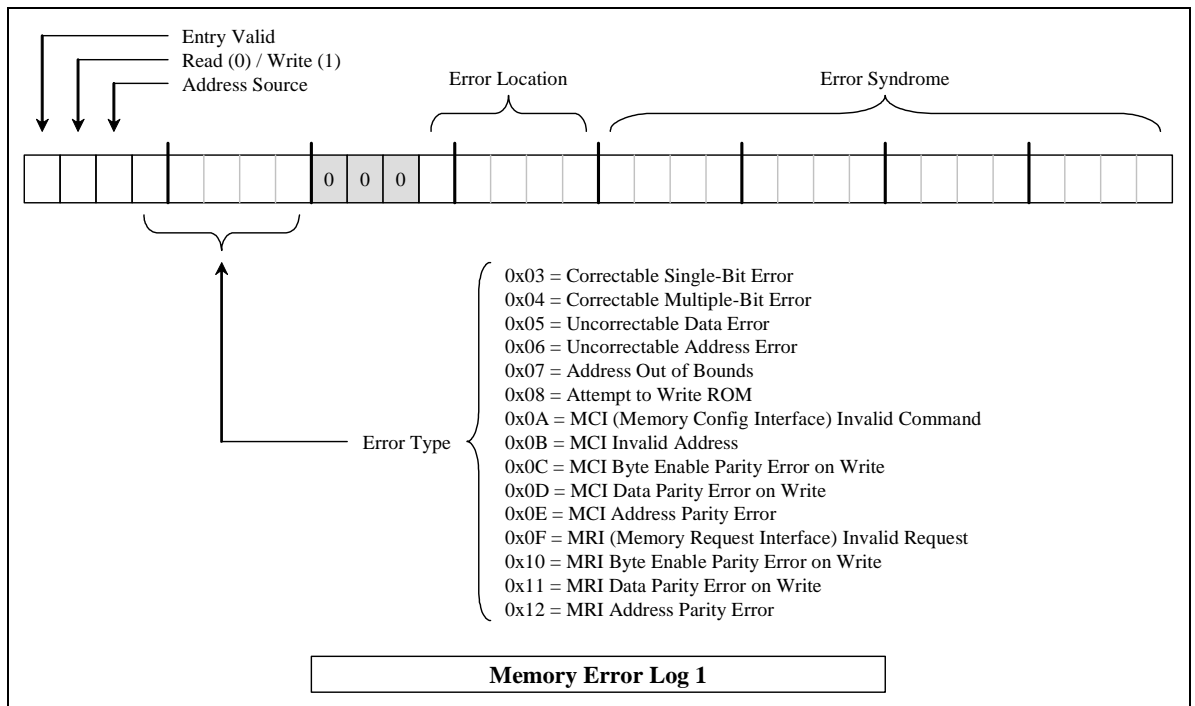 Entry Valid
Read (0) / Write (1)
Address Source
Error Location
Error Syndrome
0 0 0
0x03 = Correctable Single-Bit Error
0x04 = Correctable Multiple-Bit Error
0x05 = Uncorrectable Data Error
0x06 = Uncorrectable Address Error
0x07 = Address Out of Bounds
0x08 = Attempt to Write ROM
0x0A = MCI (Memory Config Interface) Invalid Command
Error Type
0x0B = MCI Invalid Address
0x0C = MCI Byte Enable Parity Error on Write
0x0D = MCI Data Parity Error on Write
0x0E = MCI Address Parity Error
0x0F = MRI (Memory Request Interface) Invalid Request
0x10 = MRI Byte Enable Parity Error on Write
0x11 = MRI Data Parity Error on Write
0x12 = MRI Address Parity Error
Memory Error Log 1